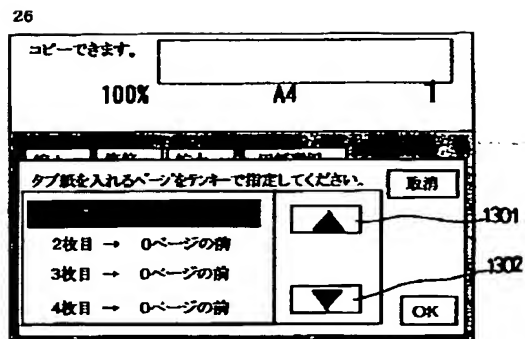 26
コピーできます。
100% A4 1
タブ紙を入れるページをテンキーで指定してください。
取消
1301
2枚目 → 0ページの前
3枚目 → 0ページの前
1302
4枚目 → 0ページの前
OK